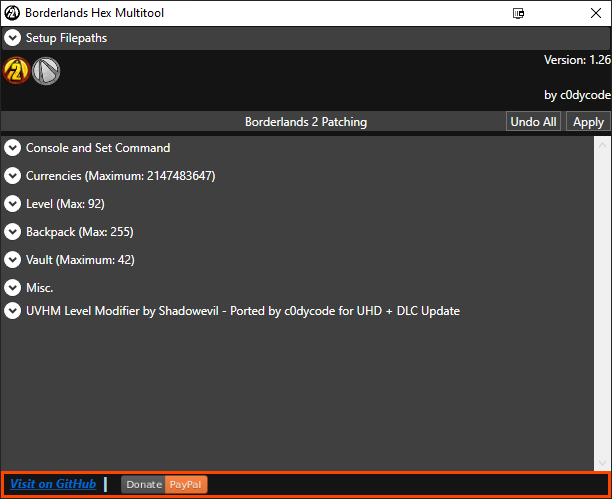 Borderlands Hex Multitool
Setup Filepaths
Version: 1.26
by c0dycode
Borderlands 2 Patching
Undo All
Apply
Console and Set Command
Currencies (Maximum: 2147483647)
Level (Max: 92)
Backpack (Max: 255)
Vault (Maximum: 42)
Misc.
UVHM Level Modifier by Shadowevil - Ported by c0dycode for UHD + DLC Update
Visit on GitHub | Donate PayPal